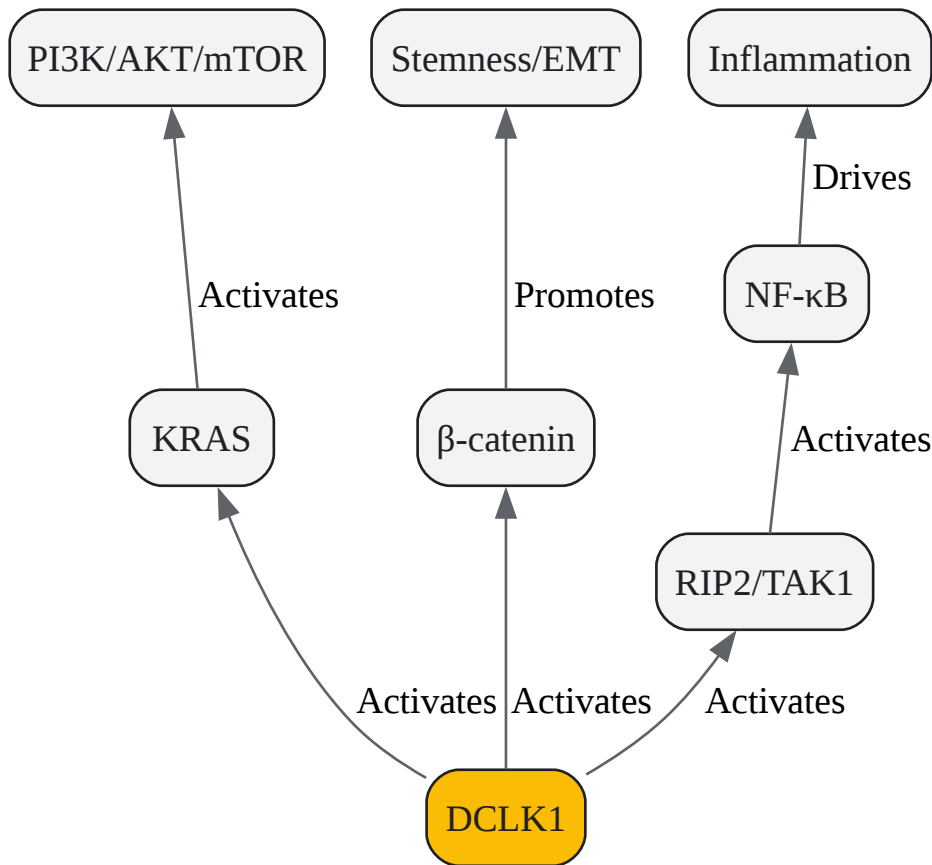 PI3K/AKT/mTOR
Stemness/EMT
Inflammation
Drives
NF-κB
Activates
Promotes
Activates
KRAS
β-catenin
RIP2/TAK1
Activates
Activates
Activates
DCLK1